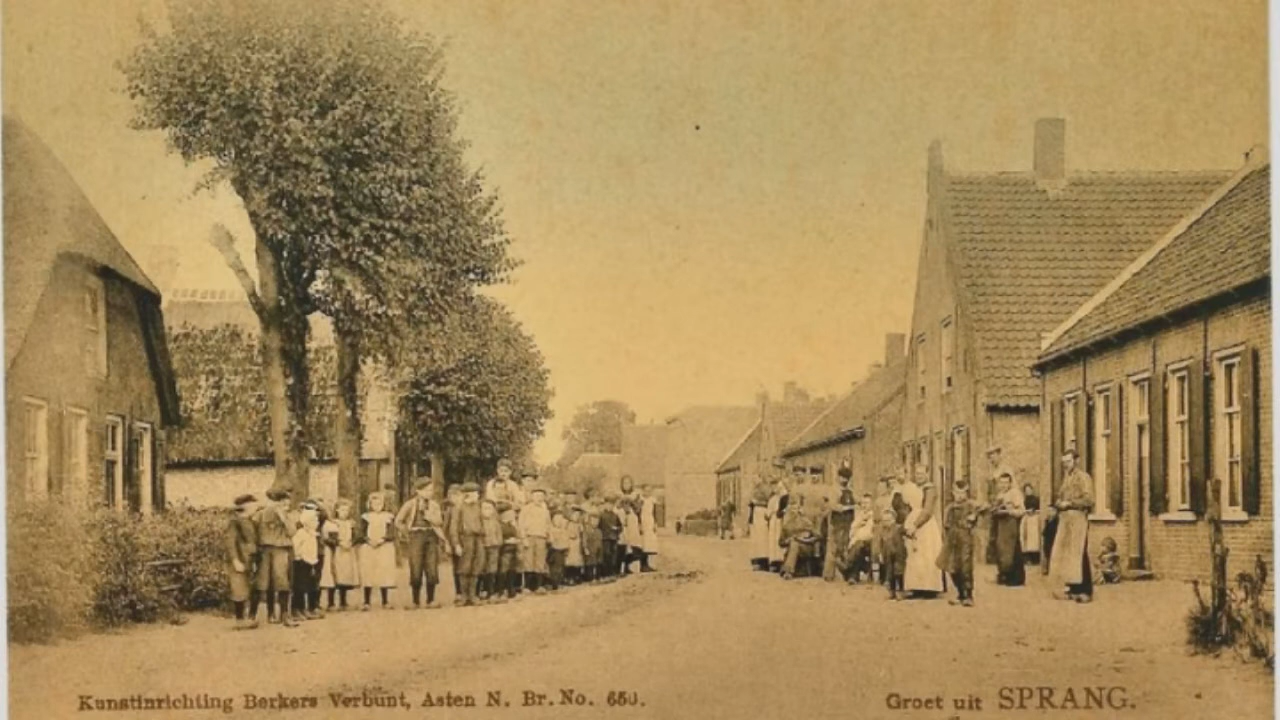 Kunstinrichting Berkers Verbunt, Asten N. Br. No. 650.
Groet uit SPRANG.